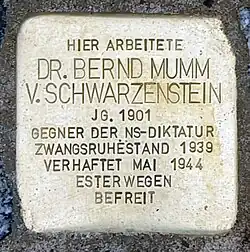 HIER ARBEITETE
DR. BERND MUMM
V. SCHWARZENSTEIN
JG. 1901
GEGNER DER NS-DIKTATUR
ZWANGSRUHESTAND 1939
VERHAFTET MAI 1944
ESTERWEGEN
BEFREIT